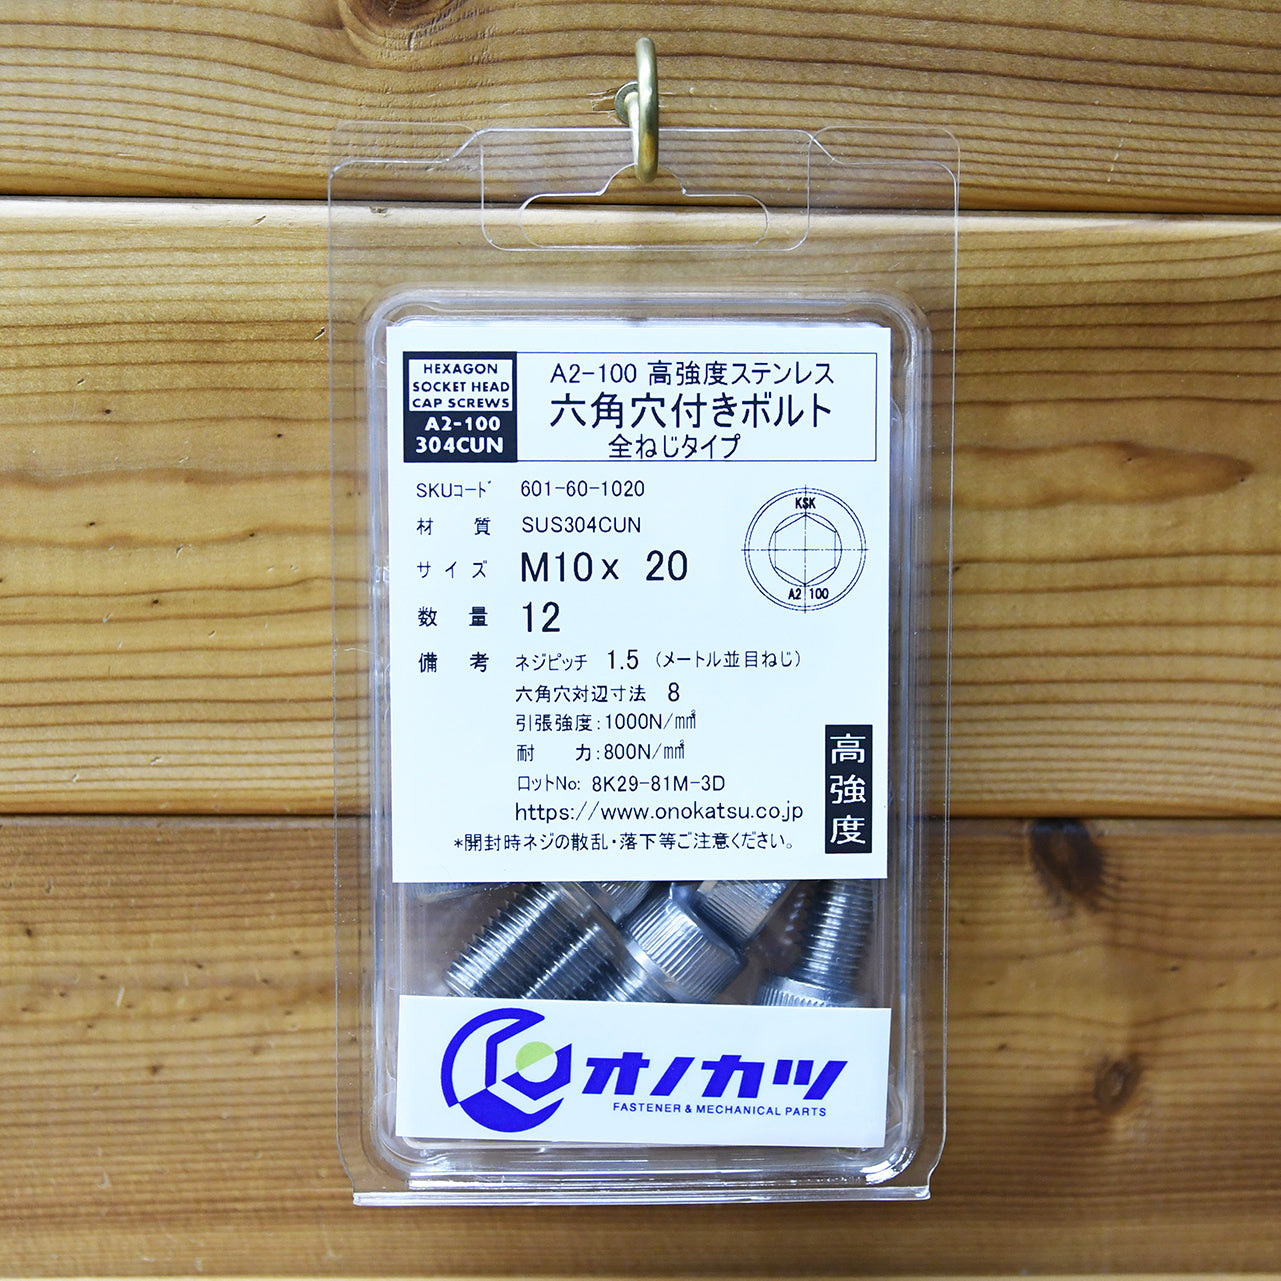 HEXAGON
SOCKET HEAD
CAP SCREWS
A2-100
304CUN
A2-100 高強度ステンレス
六角穴付きボルト
全ねじタイプ
SKUコード 601-60-1020
材 質 SUS304CUN
サイズ M10x 20
数 量 12
備 考 ネジピッチ 1.5 (メートル並目ねじ)
六角穴対辺寸法 8
引張強度:1000N/㎟
耐 力:800N/㎟
ロットNo: 8K29-81M-3D
https://www.onokatsu.co.jp
*開封時ネジの散乱・落下等ご注意ください。
KSK
A2 100
高強度
オノカツ
FASTENER & MECHANICAL PARTS